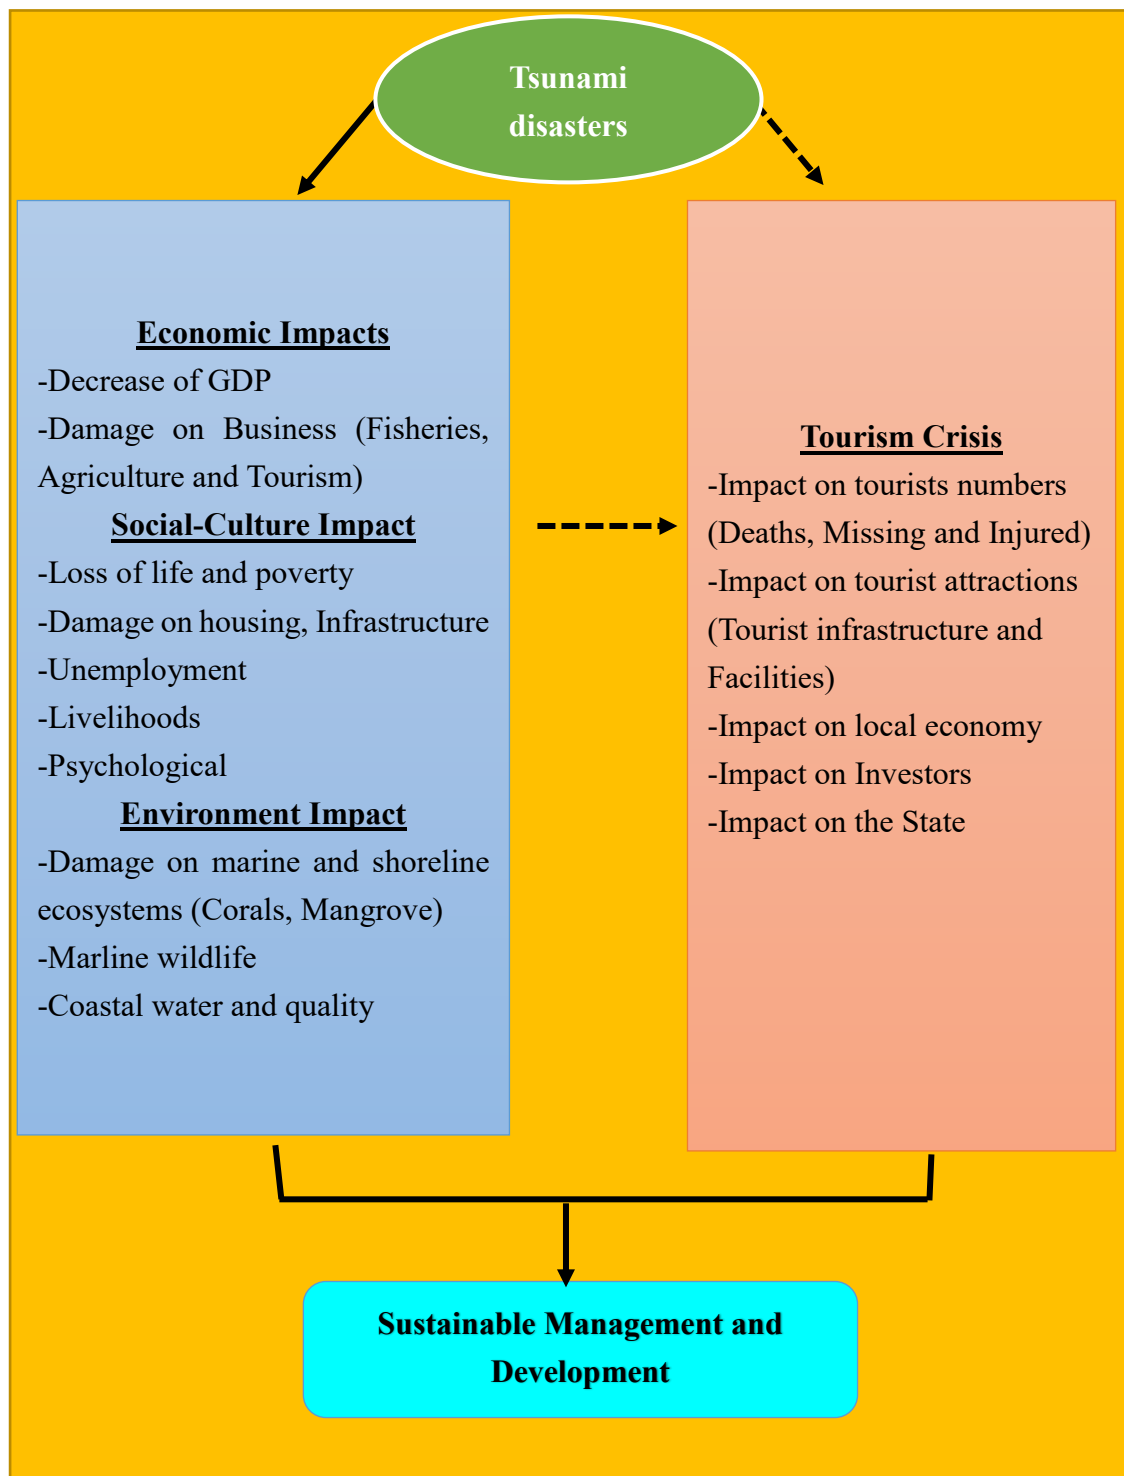 Tsunami
disasters
Economic Impacts
-Decrease of GDP
-Damage on Business (Fisheries,
Agriculture and Tourism)
Social-Culture Impact
-Loss of life and poverty
-Damage on housing, Infrastructure
-Unemployment
-Livelihoods
-Psychological
Environment Impact
-Damage on marine and shoreline
ecosystems (Corals, Mangrove)
-Marline wildlife
-Coastal water and quality
Tourism Crisis
-Impact on tourists numbers
(Deaths, Missing and Injured)
-Impact on tourist attractions
(Tourist infrastructure and
Facilities)
-Impact on local economy
-Impact on Investors
-Impact on the State
Sustainable Management and
Development